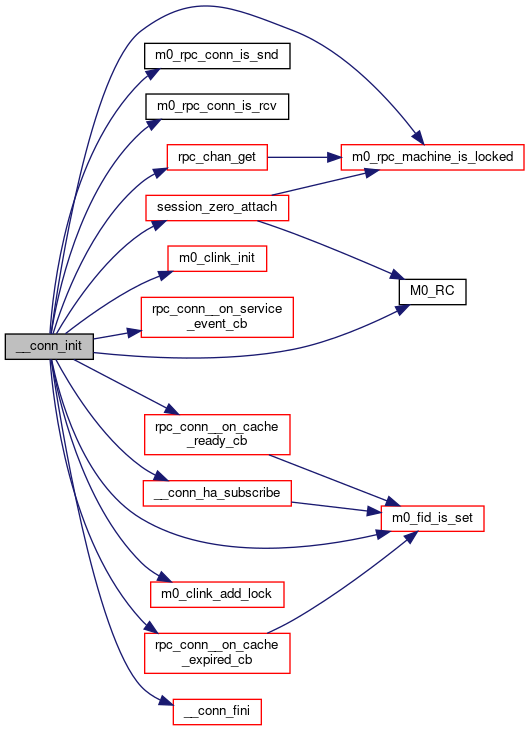 m0_rpc_conn_is_snd
m0_rpc_conn_is_rcv
rpc_chan_get
m0_rpc_machine_is_locked
session_zero_attach
m0_clink_init
M0_RC
rpc_conn__on_service
_event_cb
__conn_init
rpc_conn__on_cache
_ready_cb
__conn_ha_subscribe
m0_fid_is_set
m0_clink_add_lock
rpc_conn__on_cache
_expired_cb
__conn_fini